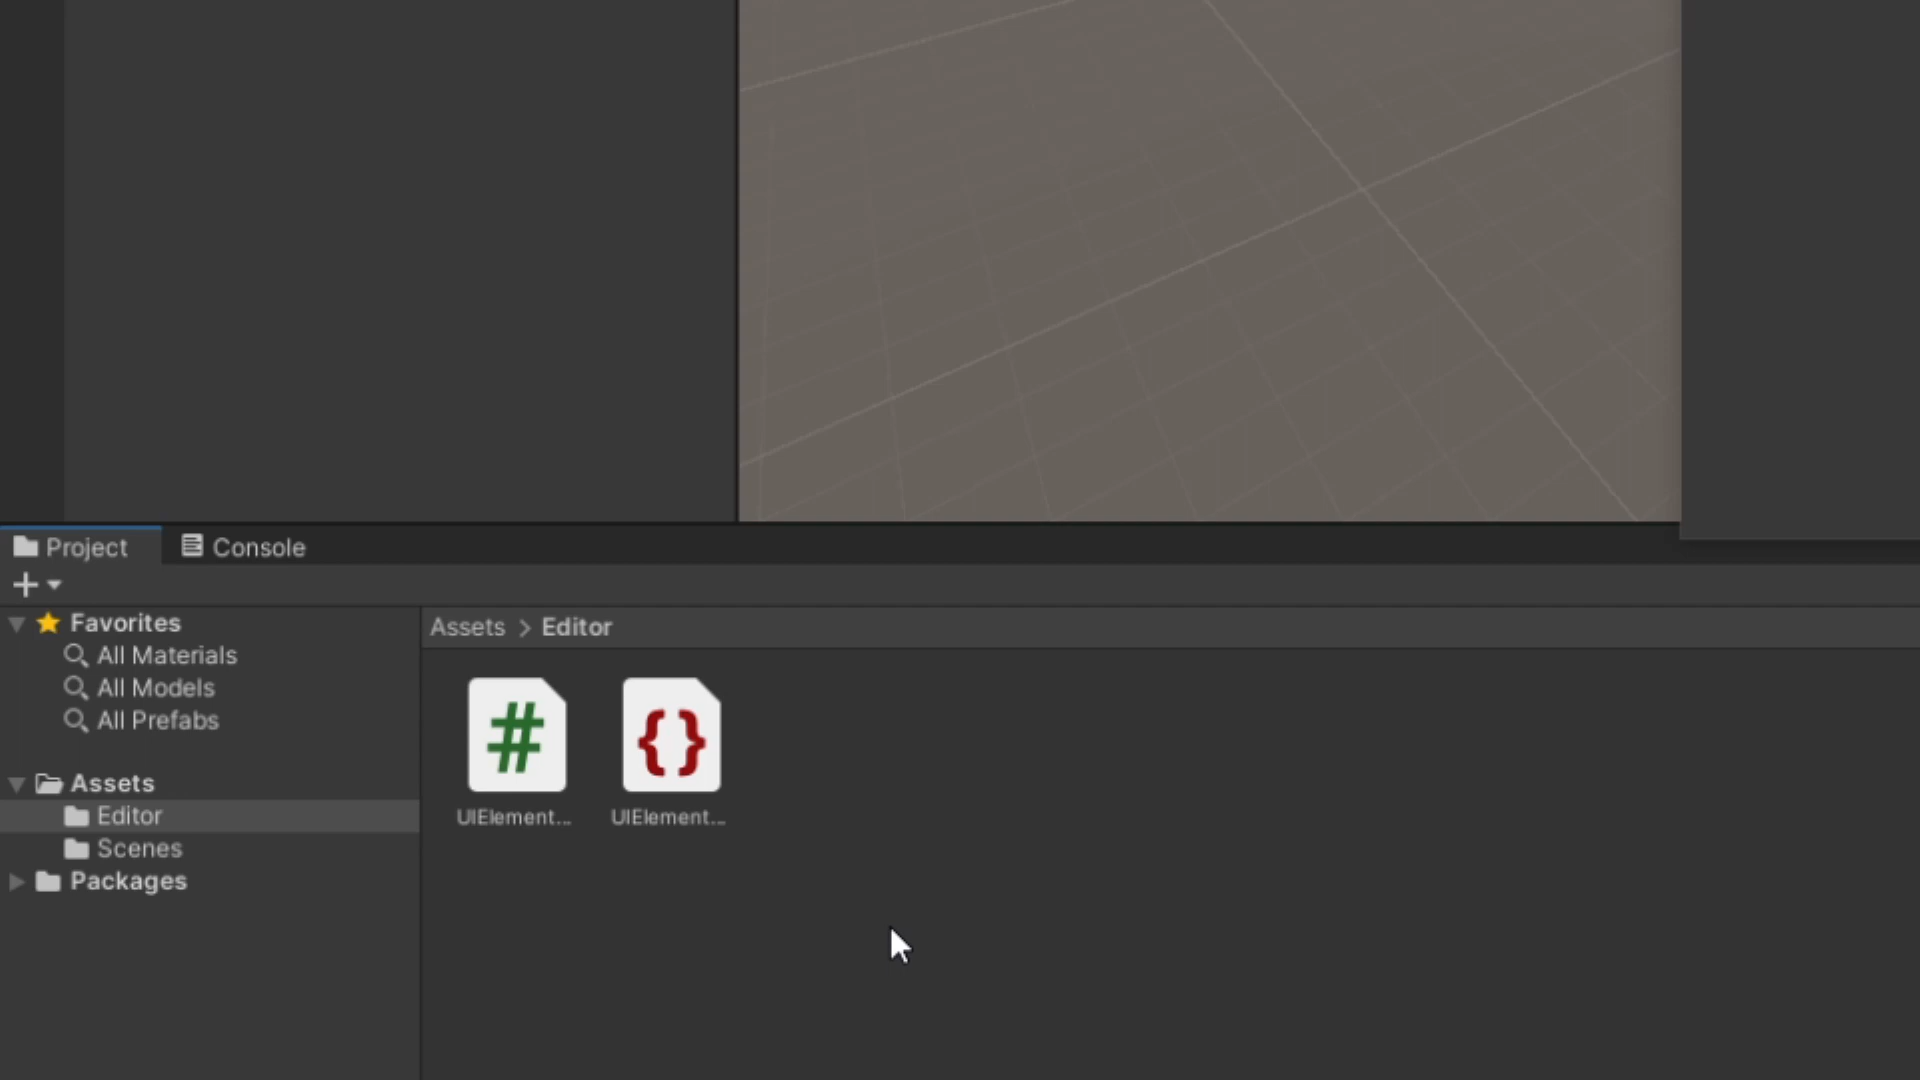 Project
Console
Favorites
All Materials
All Models
All Prefabs
Assets
Editor
Scenes
Packages
Assets > Editor
#
{}
UIElement...
UIElement...